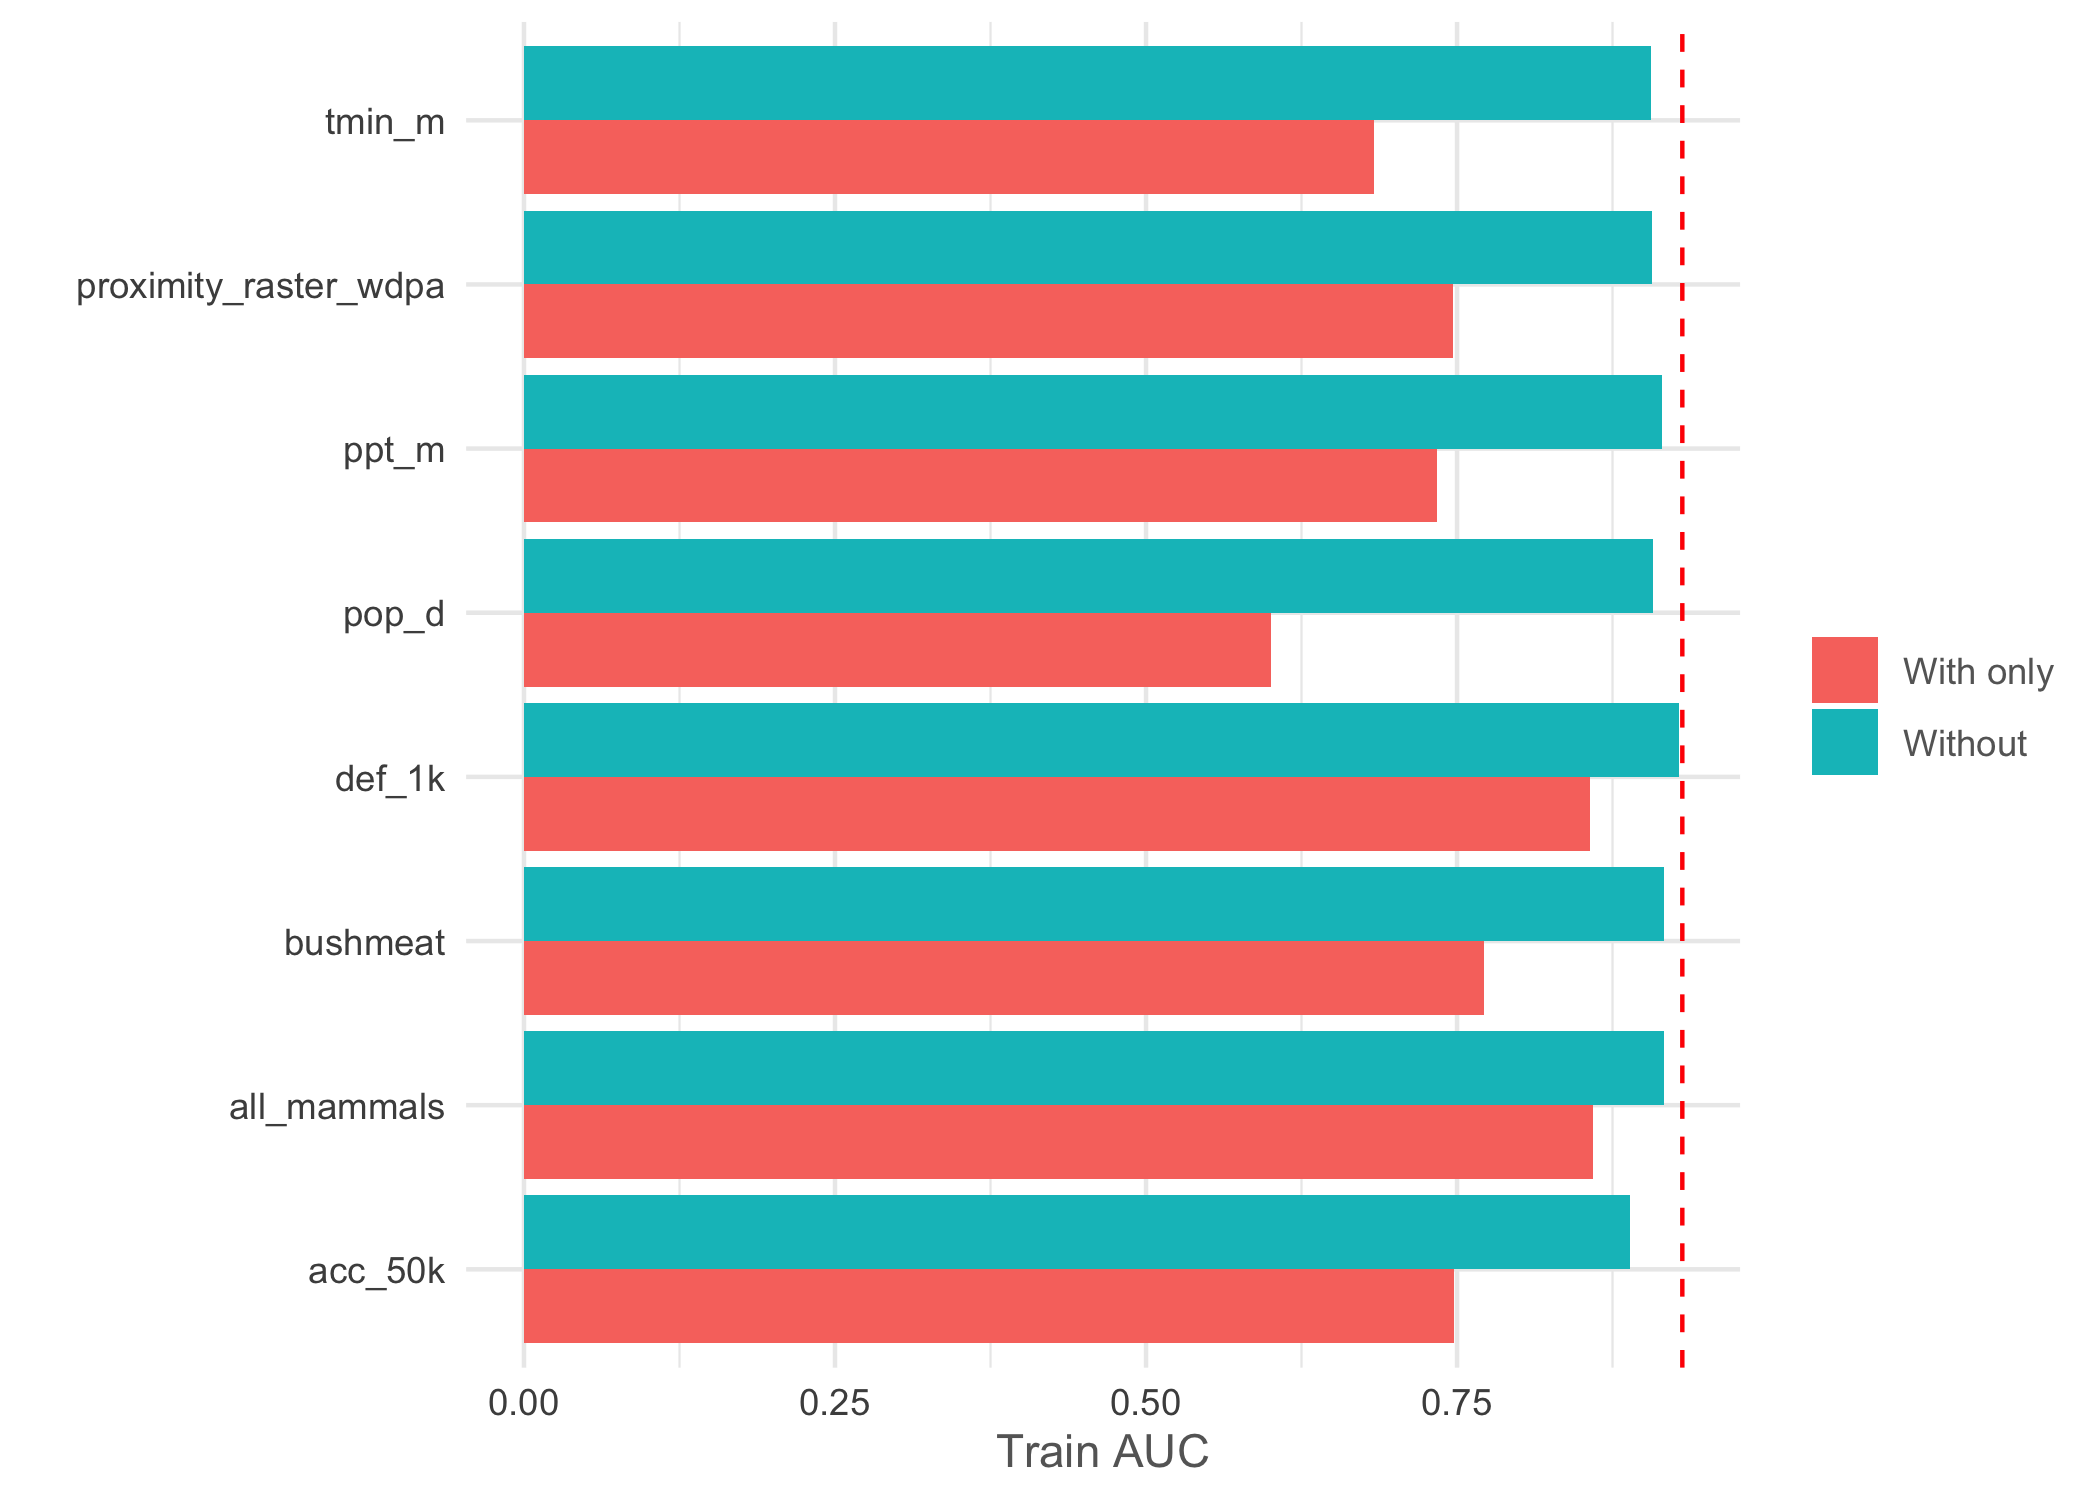 tmin_m
proximity_raster_wdpa
ppt_m
pop_d
def_1k
bushmeat
all_mammals
acc_50k
0.00 0.25 0.50 0.75
Train AUC
With only
Without